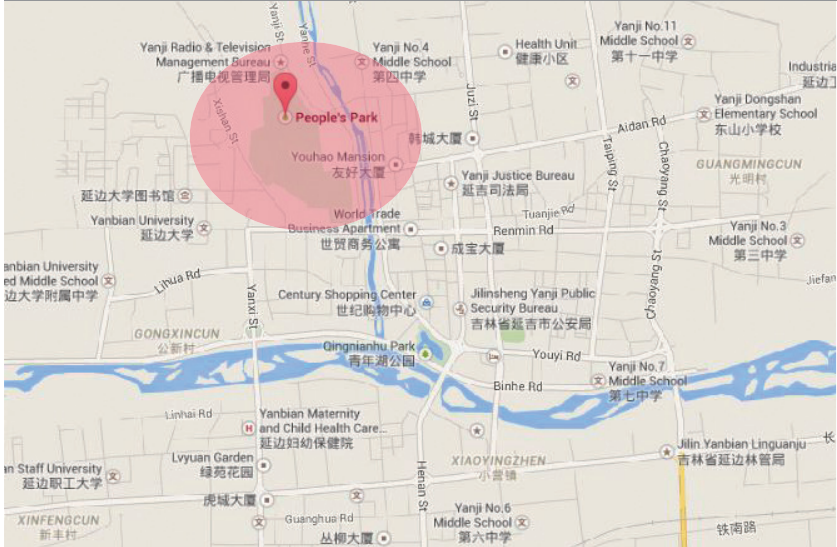 Yanji St
Yanhe St
Yanji No.11
Middle School
第十一中学
Yanji Radio & Television
Management Bureau
广播电视管理局
Yanji No.4
Middle School
第四中学
Health Unit
健康小区
Industria
延边工
Juzi St
Xishan St
People's Park
Yanji Dongshan
Elementary School
东山小学校
Aidan Rd
韩城大厦
Youhao Mansion
友好大厦
Taiping St
Chaoyang St
GUANGMINGCUN
光明村
Yanji Justice Bureau
延吉司法局
延边大学图书馆
Yanbian University
延边大学
World Trade
Business Apartment
世贸商务公寓
Tuanjie Rd
Renmin Rd
成宝大厦
Yanji No.3
Middle School
第三中学
anbian University
ed Middle School
边大学附属中学
Lihua Rd
Yanxi St
Chaoyang St
Jiefan
Century Shopping Center
世纪购物中心
Jilinsheng Yanji Public
Security Bureau
吉林省延吉市公安局
GONGXINCUN
公新村
Qingnianhu Park
青年湖公园
Youyi Rd
Binhe Rd
Yanji No.7
Middle School
第七中学
Linhai Rd
Yanbian Maternity
and Child Health Care...
延边妇幼保健院
Jilin Yanbian Linguanju
吉林省延边林管局
长
Lvyuan Garden
绿苑花园
XIAOYINGZHEN
小营镇
an Staff University
延边职工大学
虎城大厦
Henan St
XINFENGCUN
新丰村
Guanghua Rd
丛柳大厦
Yanji No.6
Middle School
第六中学
铁南路